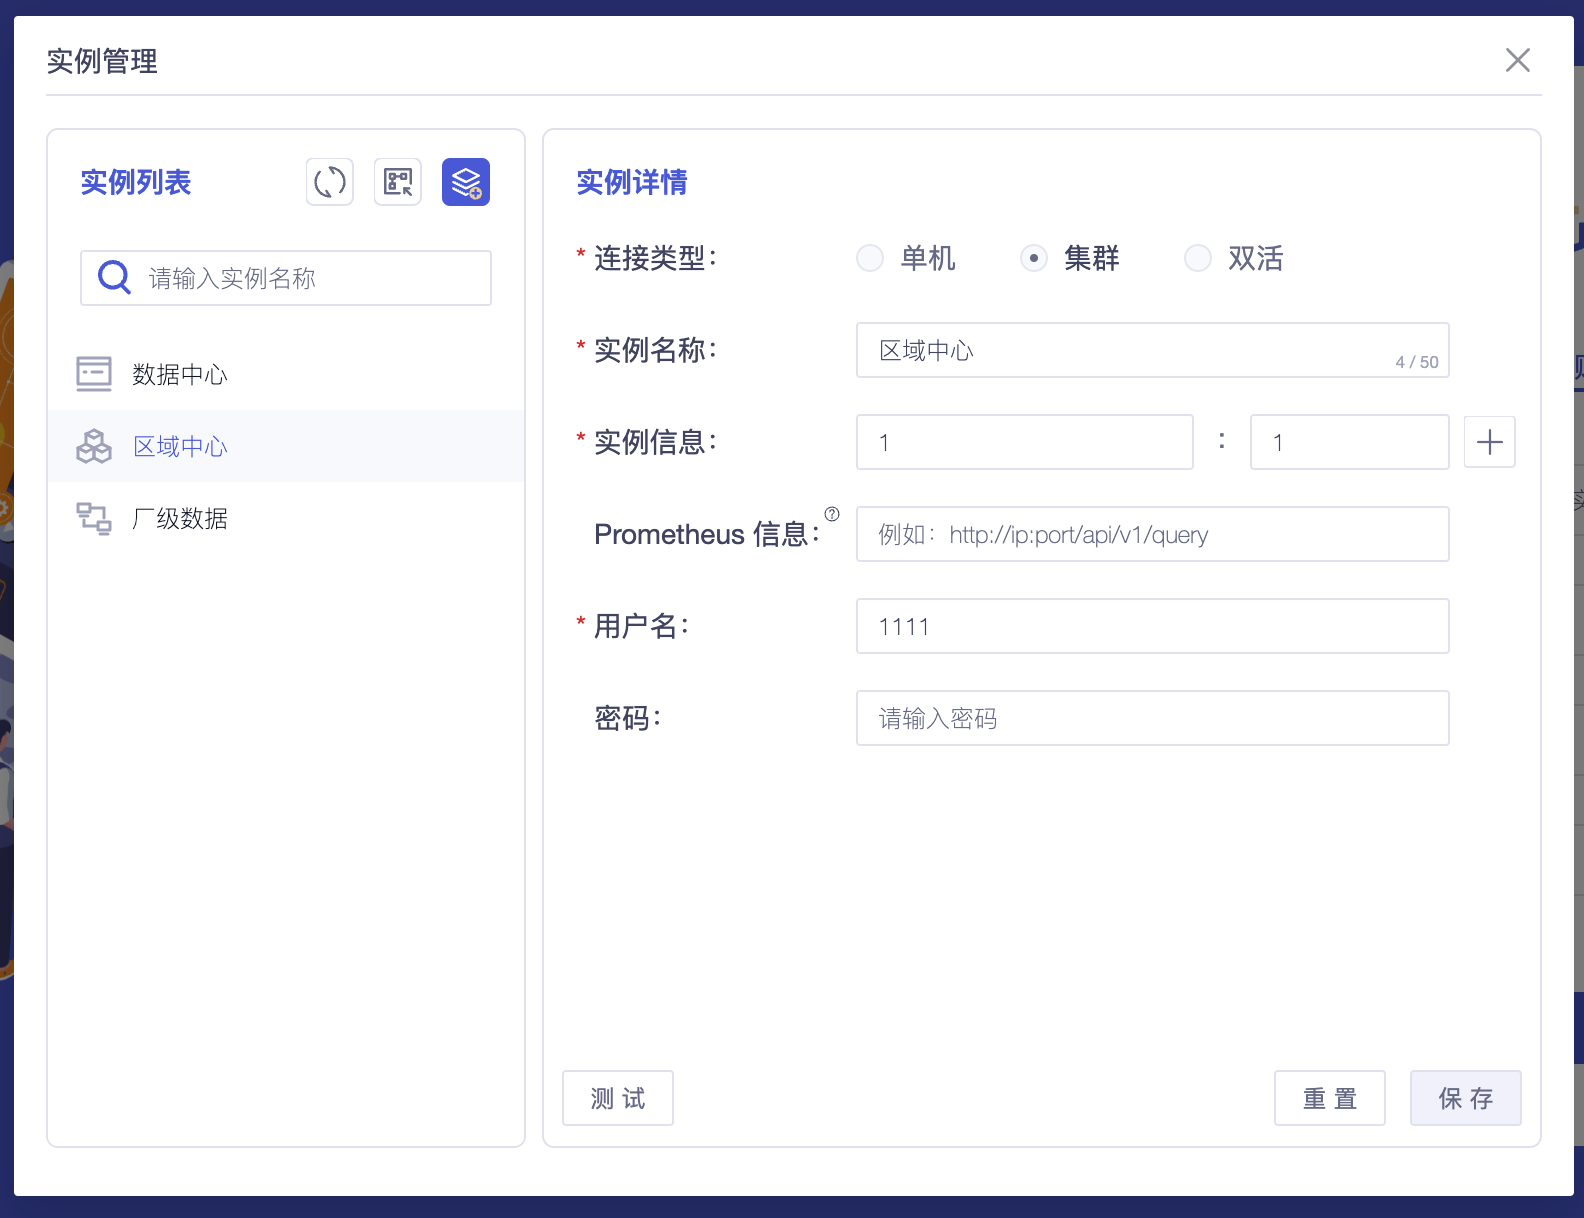 实例管理
实例列表
请输入实例名称
数据中心
区域中心
厂级数据
实例详情
* 连接类型： 单机 集群 双活
* 实例名称： 区域中心 4 / 50
* 实例信息： 1 : 1
Prometheus 信息： 例如：http://ip:port/api/v1/query
* 用户名： 1111
密码： 请输入密码
测 试 重 置 保 存